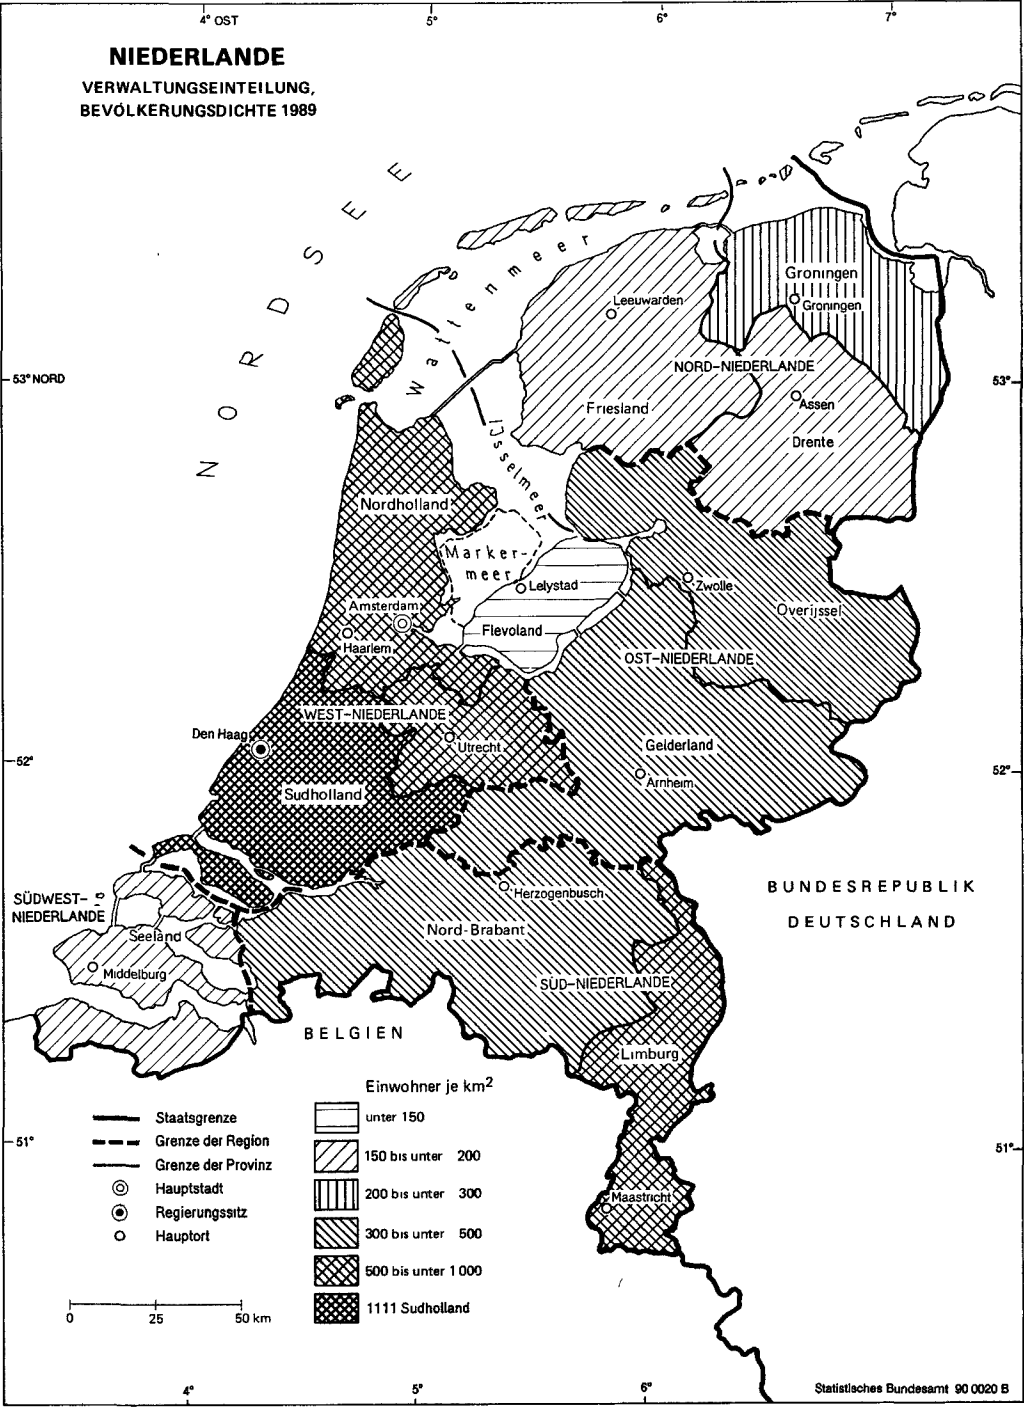 4° OST
5°
6°
7°
NIEDERLANDE
VERWALTUNGSEINTEILUNG,
BEVÖLKERUNGSDICHTE 1989
NORDSEE
Wattenmeer
Groningen
Groningen
Leeuwarden
NORD-NIEDERLANDE
53° NORD
53°
Assen
Friesland
Drente
IJsselmeer
Nordholland
Marker-
meer
Lelystad
Zwolle
Amsterdam
Overijssel
Flevoland
Haarlem
OST-NIEDERLANDE
WEST-NIEDERLANDE
Den Haag
Utrecht
Gelderland
52°
52°
Arnheim
Sudholland
BUNDESREPUBLIK
DEUTSCHLAND
Herzogenbusch
SÜDWEST-
NIEDERLANDE
Nord-Brabant
Seeland
Middelburg
SÜD-NIEDERLANDE
BELGIEN
Limburg
Einwohner je km²
Staatsgrenze
unter 150
51°
51°
Grenze der Region
150 bis unter 200
Grenze der Provinz
Hauptstadt
200 bis unter 300
Maastricht
Regierungssitz
300 bis unter 500
Hauptort
500 bis unter 1000
1111 Sudholland
0 25 50 km
4°
5°
6°
Statistisches Bundesamt 90 0020 B